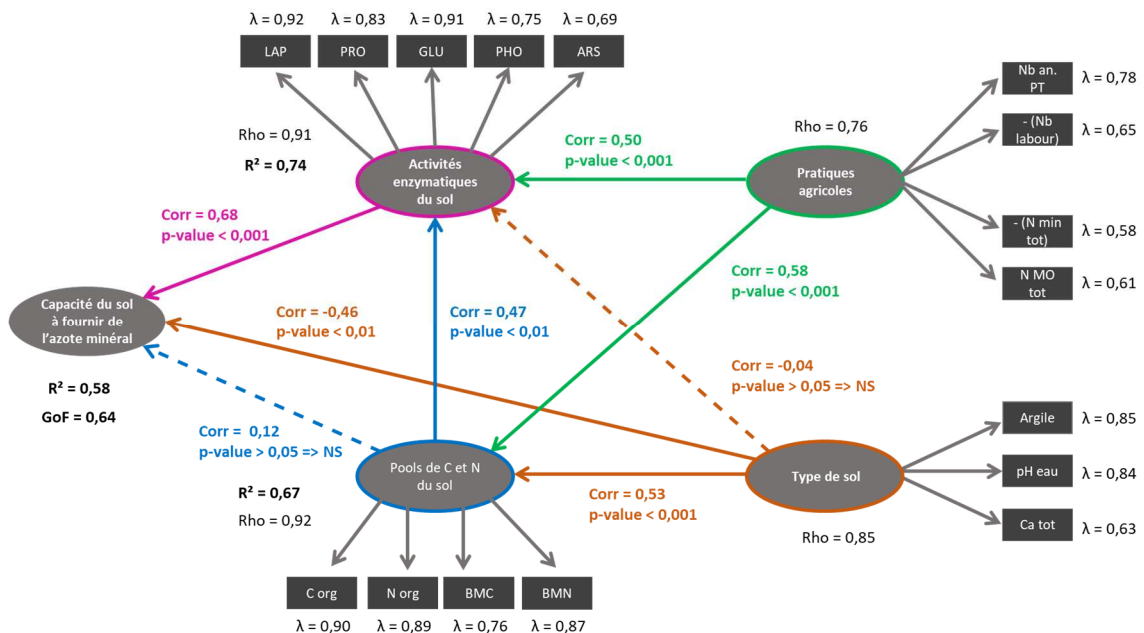 λ = 0,92
λ = 0,83
λ = 0,91
λ = 0,75
λ = 0,69
LAP
PRO
GLU
PHO
ARS
Rho = 0,91
R² = 0,74
Activités
enzymatiques
du sol
Corr = 0,50
p-value < 0,001
Rho = 0,76
Pratiques
agricoles
Nb an.
PT
λ = 0,78
- (Nb
labour)
λ = 0,65
- (N min
tot)
λ = 0,58
N MO
tot
λ = 0,61
Corr = 0,68
p-value < 0,001
Capacité du sol
à fournir de
l'azote minéral
R² = 0,58
GoF = 0,64
Corr = -0,46
p-value < 0,01
Corr = 0,47
p-value < 0,01
Corr = 0,58
p-value < 0,001
Corr = -0,04
p-value > 0,05 => NS
Corr = 0,12
p-value > 0,05 => NS
Pools de C et N
du sol
R² = 0,67
Rho = 0,92
Corr = 0,53
p-value < 0,001
Type de sol
Rho = 0,85
Argile
λ = 0,85
pH eau
λ = 0,84
Ca tot
λ = 0,63
C org
N org
BMC
BMN
λ = 0,90
λ = 0,89
λ = 0,76
λ = 0,87